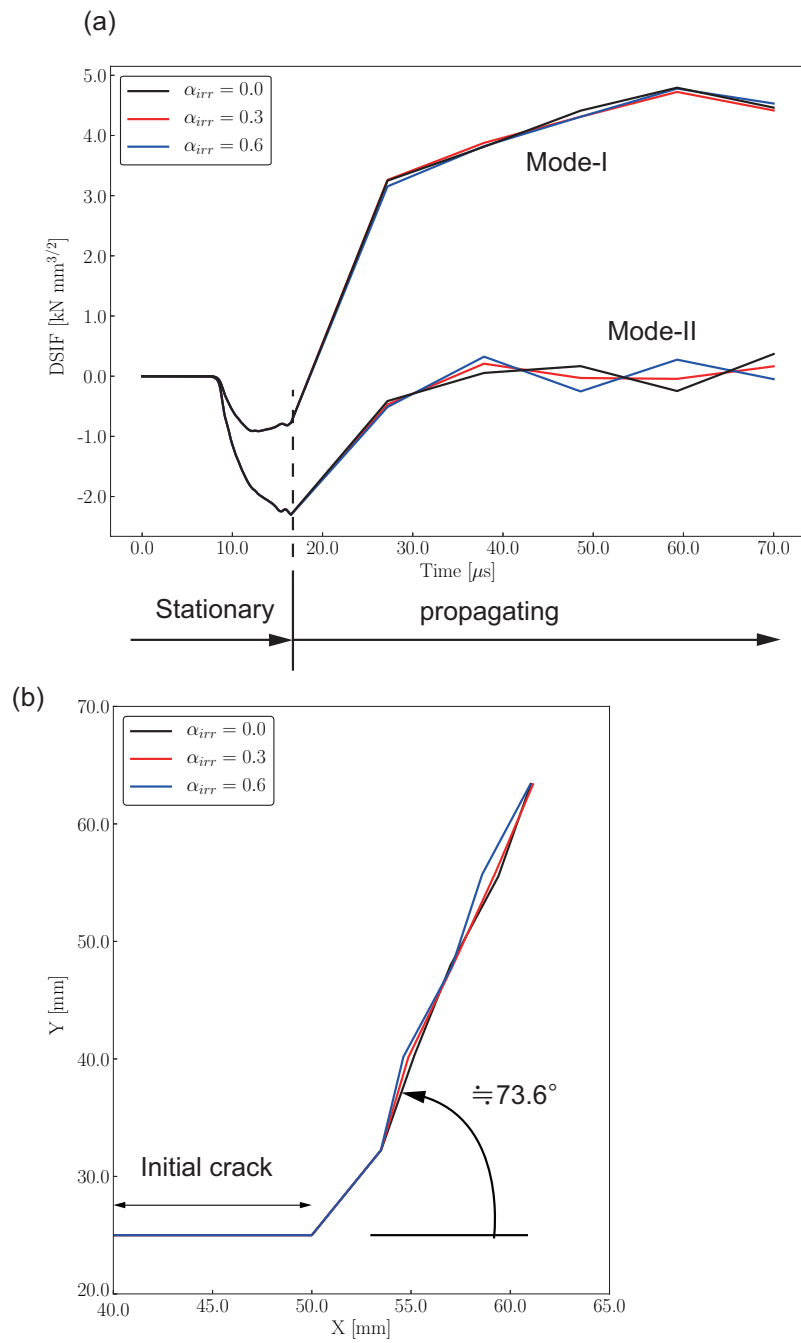 (a)
α_irr = 0.0
α_irr = 0.3
α_irr = 0.6
5.0
4.0
3.0
2.0
1.0
0.0
-1.0
-2.0
DSIF [kN mm^{3/2}]
Mode-I
Mode-II
0.0 10.0 20.0 30.0 40.0 50.0 60.0 70.0
Time [μs]
Stationary propagating
(b)
α_irr = 0.0
α_irr = 0.3
α_irr = 0.6
70.0
60.0
50.0
40.0
30.0
20.0
Y [mm]
≒73.6°
Initial crack
40.0 45.0 50.0 55.0 60.0 65.0
X [mm]